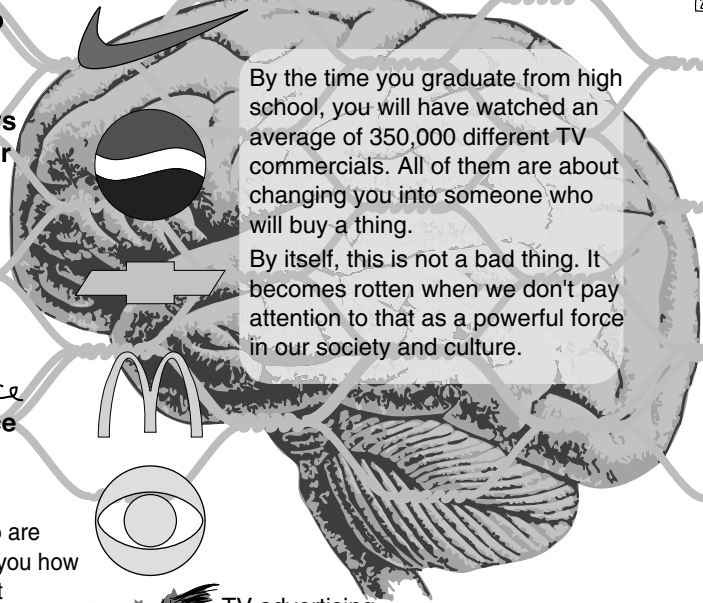 By the time you graduate from high
school, you will have watched an
average of 350,000 different TV
commercials. All of them are about
changing you into someone who
will buy a thing.
By itself, this is not a bad thing. It
becomes rotten when we don't pay
attention to that as a powerful force
in our society and culture.
are
you how
TV advertising